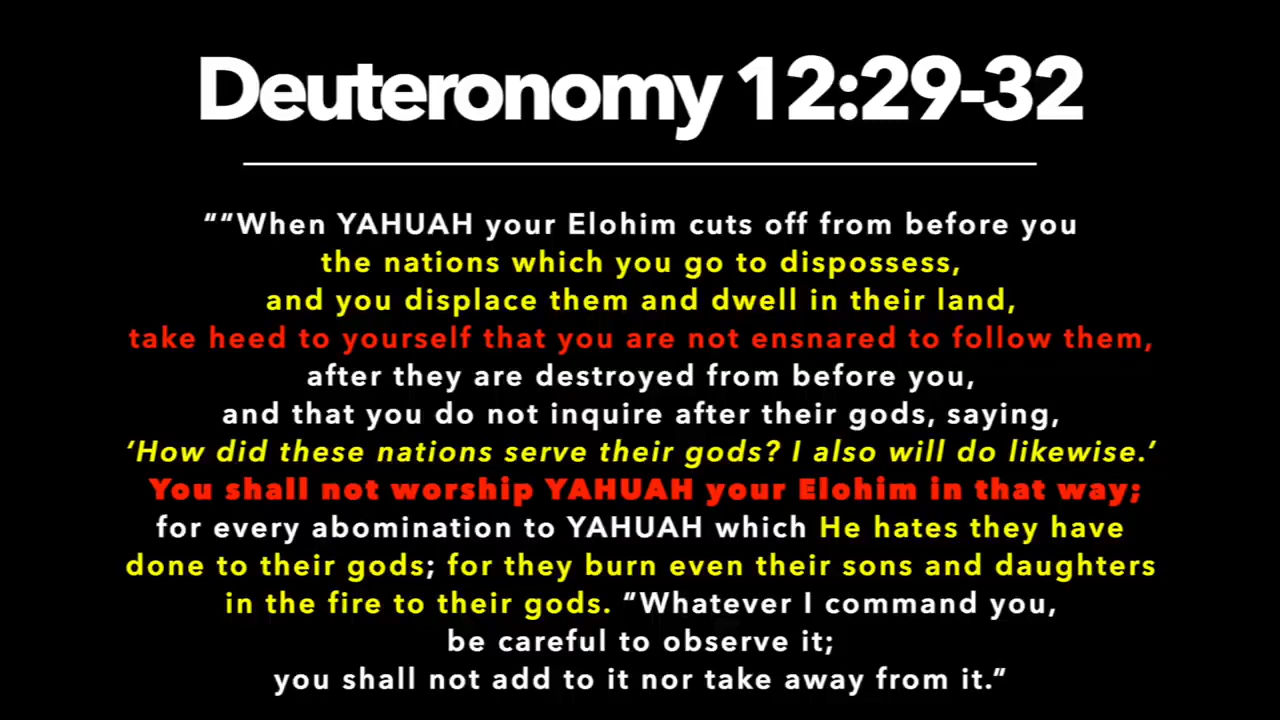 Deuteronomy 12:29-32
““When YAHUAH your Elohim cuts off from before you
the nations which you go to dispossess,
and you displace them and dwell in their land,
take heed to yourself that you are not ensnared to follow them,
after they are destroyed from before you,
and that you do not inquire after their gods, saying,
‘How did these nations serve their gods? I also will do likewise.’
You shall not worship YAHUAH your Elohim in that way;
for every abomination to YAHUAH which He hates they have
done to their gods; for they burn even their sons and daughters
in the fire to their gods. “Whatever I command you,
be careful to observe it;
you shall not add to it nor take away from it.”